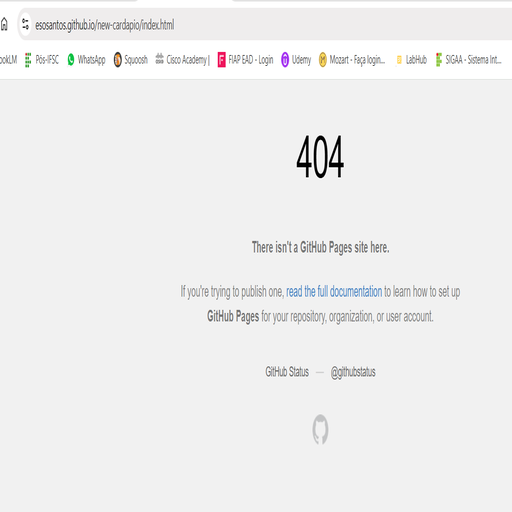 esosantos.github.io/new-cardapio/index.html
ookLM Pós-IFSC WhatsApp Squoosh Cisco Academy | FIAP EAD - Login Udemy Mozart - Faça login... LabHub SIGAA - Sistema Int...
404
There isn't a GitHub Pages site here.
If you're trying to publish one, read the full documentation to learn how to set up
GitHub Pages for your repository, organization, or user account.
GitHub Status — @githubstatus